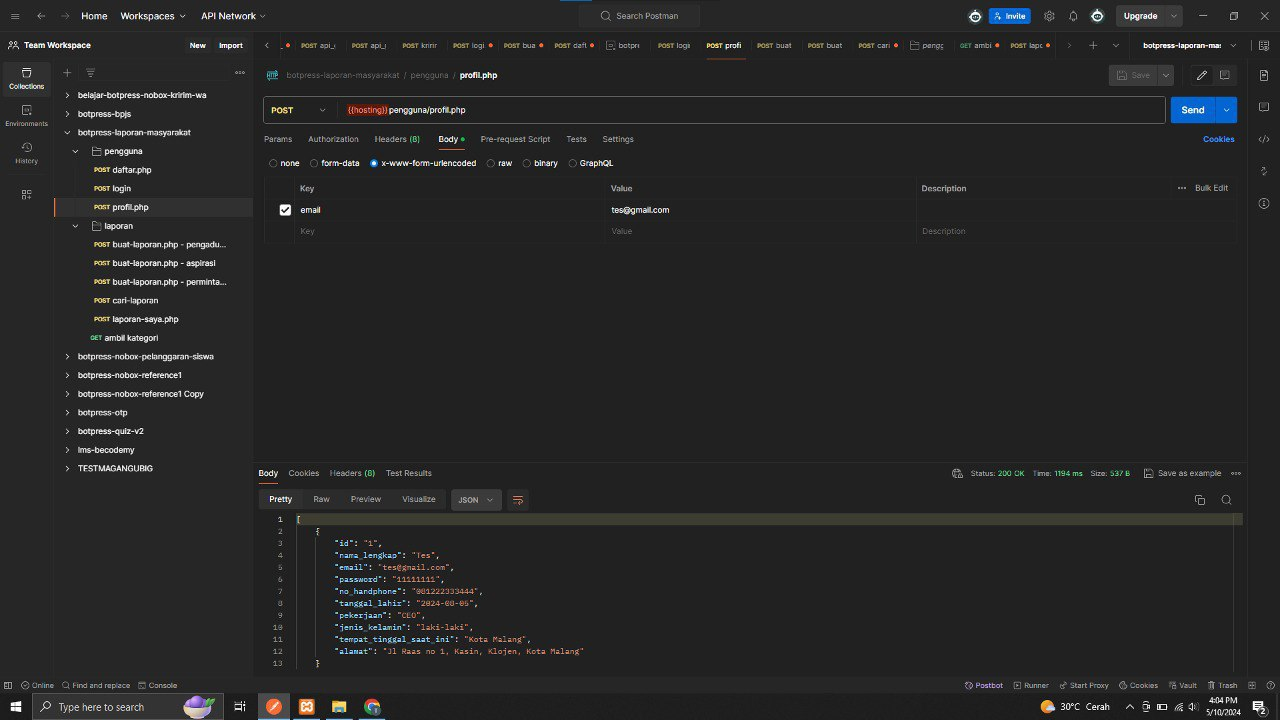 Home Workspaces API Network Search Postman Invite Upgrade
Team Workspace New Import POST api_ POST api_ POST kririn POST logi POST bua POST daft botpre POST logi POST profi POST buat POST buat POST cari pengg GET ambi POST lapo botpress-laporan-mas
Collections
Environments
History
belajar-botpress-nobox-kririm-wa
botpress-bpjs
botpress-laporan-masyarakat
pengguna
POST daftar.php
POST login
POST profil.php
laporan
POST buat-laporan.php - pengadu...
POST buat-laporan.php - aspirasi
POST buat-laporan.php - perminta...
POST cari-laporan
POST laporan-saya.php
GET ambil kategori
botpress-nobox-pelanggaran-siswa
botpress-nobox-reference1
botpress-nobox-reference1 Copy
botpress-otp
botpress-quiz-v2
lms-becodemy
TESTMAGANGUBIG
botpress-laporan-masyarakat / pengguna / profil.php Save
POST {{hosting}}pengguna/profil.php Send
Params Authorization Headers (8) Body Pre-request Script Tests Settings Cookies
none form-data x-www-form-urlencoded raw binary GraphQL
Key Value Description Bulk Edit
email tes@gmail.com
Key Value Description
Body Cookies Headers (6) Test Results Status: 200 OK Time: 1194 ms Size: 537 B Save as example
Pretty Raw Preview Visualize JSON
1 [
2 {
3 "id": "1",
4 "nama_lengkap": "Tes",
5 "email": "tes@gmail.com",
6 "password": "11111111",
7 "no_handphone": "081222333444",
8 "tanggal_lahir": "2024-08-06",
9 "pekerjaan": "CEO",
10 "jenis_kelamin": "laki-laki",
11 "tempat_tinggal_saat_ini": "Kota Malang",
12 "alamat": "Jl Raas no 1, Kasin, Klojen, Kota Malang"
13 }
Online Find and replace Console Postbot Runner Start Proxy Cookies Vault Trash
Type here to search 30°C Cerah 4:04 PM
5/10/2024
2